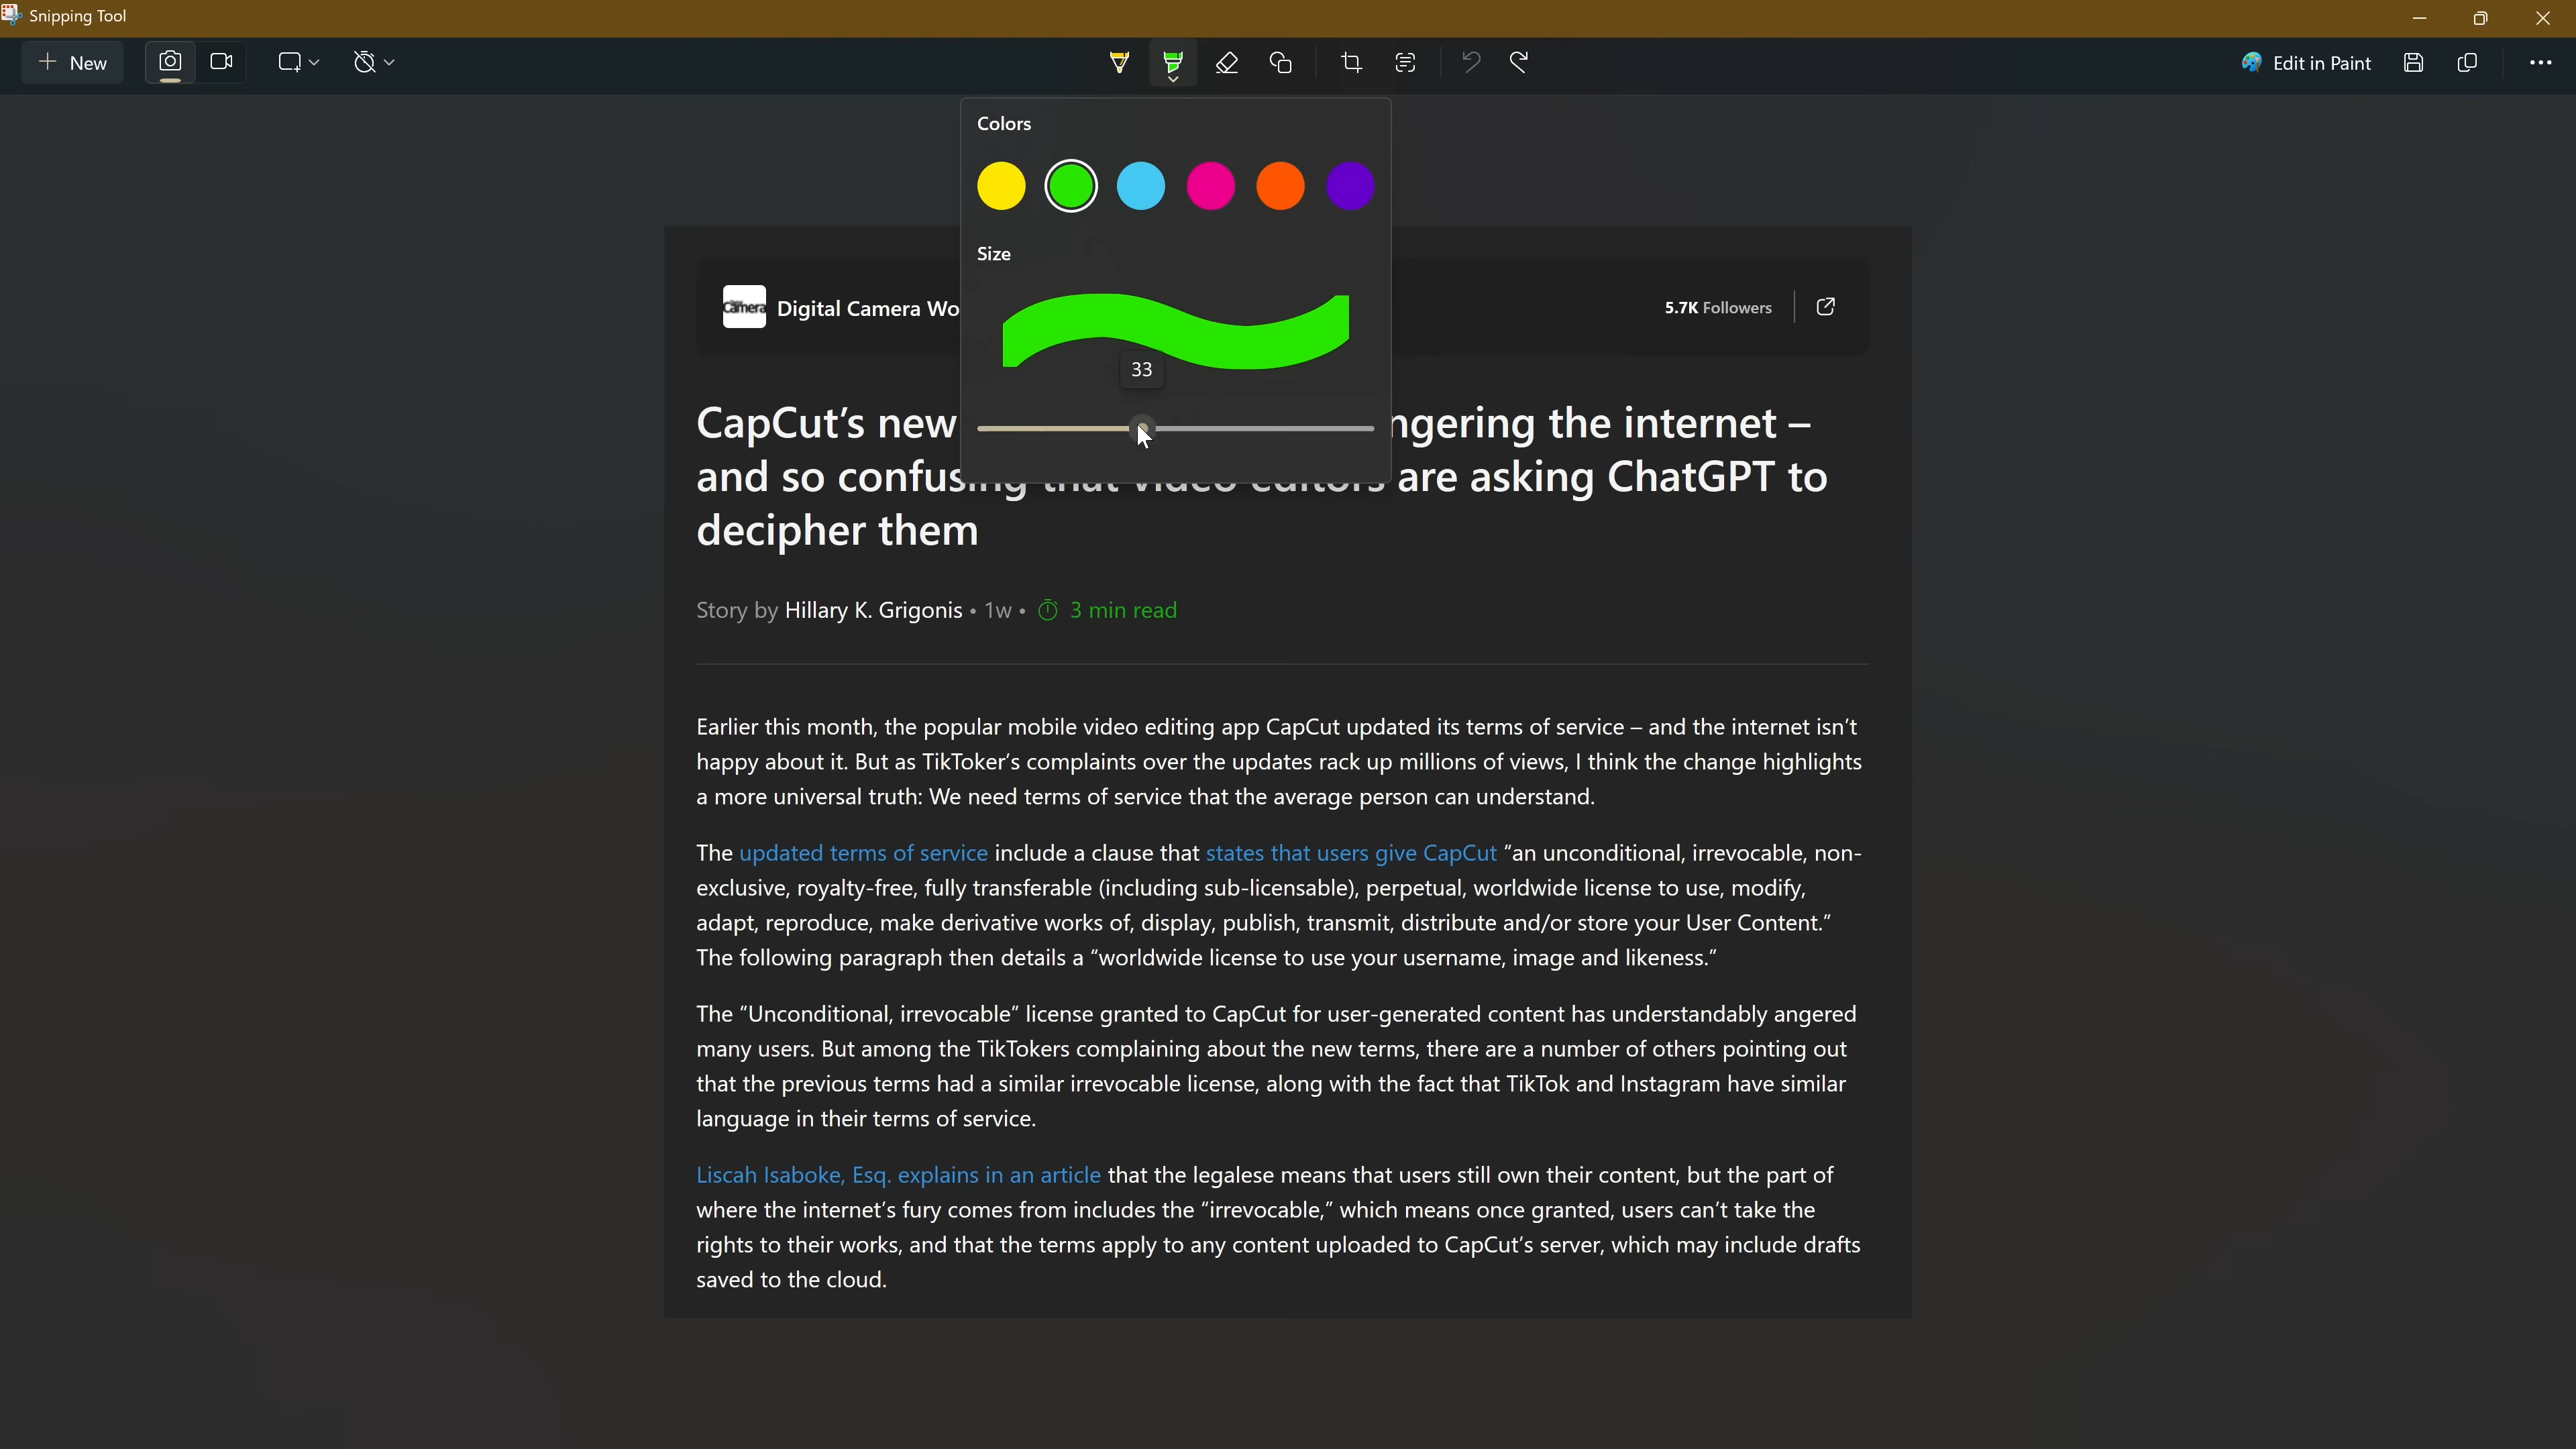 Snipping Tool
New
Edit in Paint
Colors
Size
33
Camera
Digital Camera Wo
5.7K Followers
CapCut’s new ngering the internet –
and so confusing that video editors are asking ChatGPT to
decipher them
Story by Hillary K. Grigonis • 1w • 3 min read
Earlier this month, the popular mobile video editing app CapCut updated its terms of service – and the internet isn’t
happy about it. But as TikToker’s complaints over the updates rack up millions of views, I think the change highlights
a more universal truth: We need terms of service that the average person can understand.
The updated terms of service include a clause that states that users give CapCut “an unconditional, irrevocable, non-
exclusive, royalty-free, fully transferable (including sub-licensable), perpetual, worldwide license to use, modify,
adapt, reproduce, make derivative works of, display, publish, transmit, distribute and/or store your User Content.”
The following paragraph then details a “worldwide license to use your username, image and likeness.”
The “Unconditional, irrevocable” license granted to CapCut for user-generated content has understandably angered
many users. But among the TikTokers complaining about the new terms, there are a number of others pointing out
that the previous terms had a similar irrevocable license, along with the fact that TikTok and Instagram have similar
language in their terms of service.
Liscah Isaboke, Esq. explains in an article that the legalese means that users still own their content, but the part of
where the internet’s fury comes from includes the “irrevocable,” which means once granted, users can’t take the
rights to their works, and that the terms apply to any content uploaded to CapCut’s server, which may include drafts
saved to the cloud.